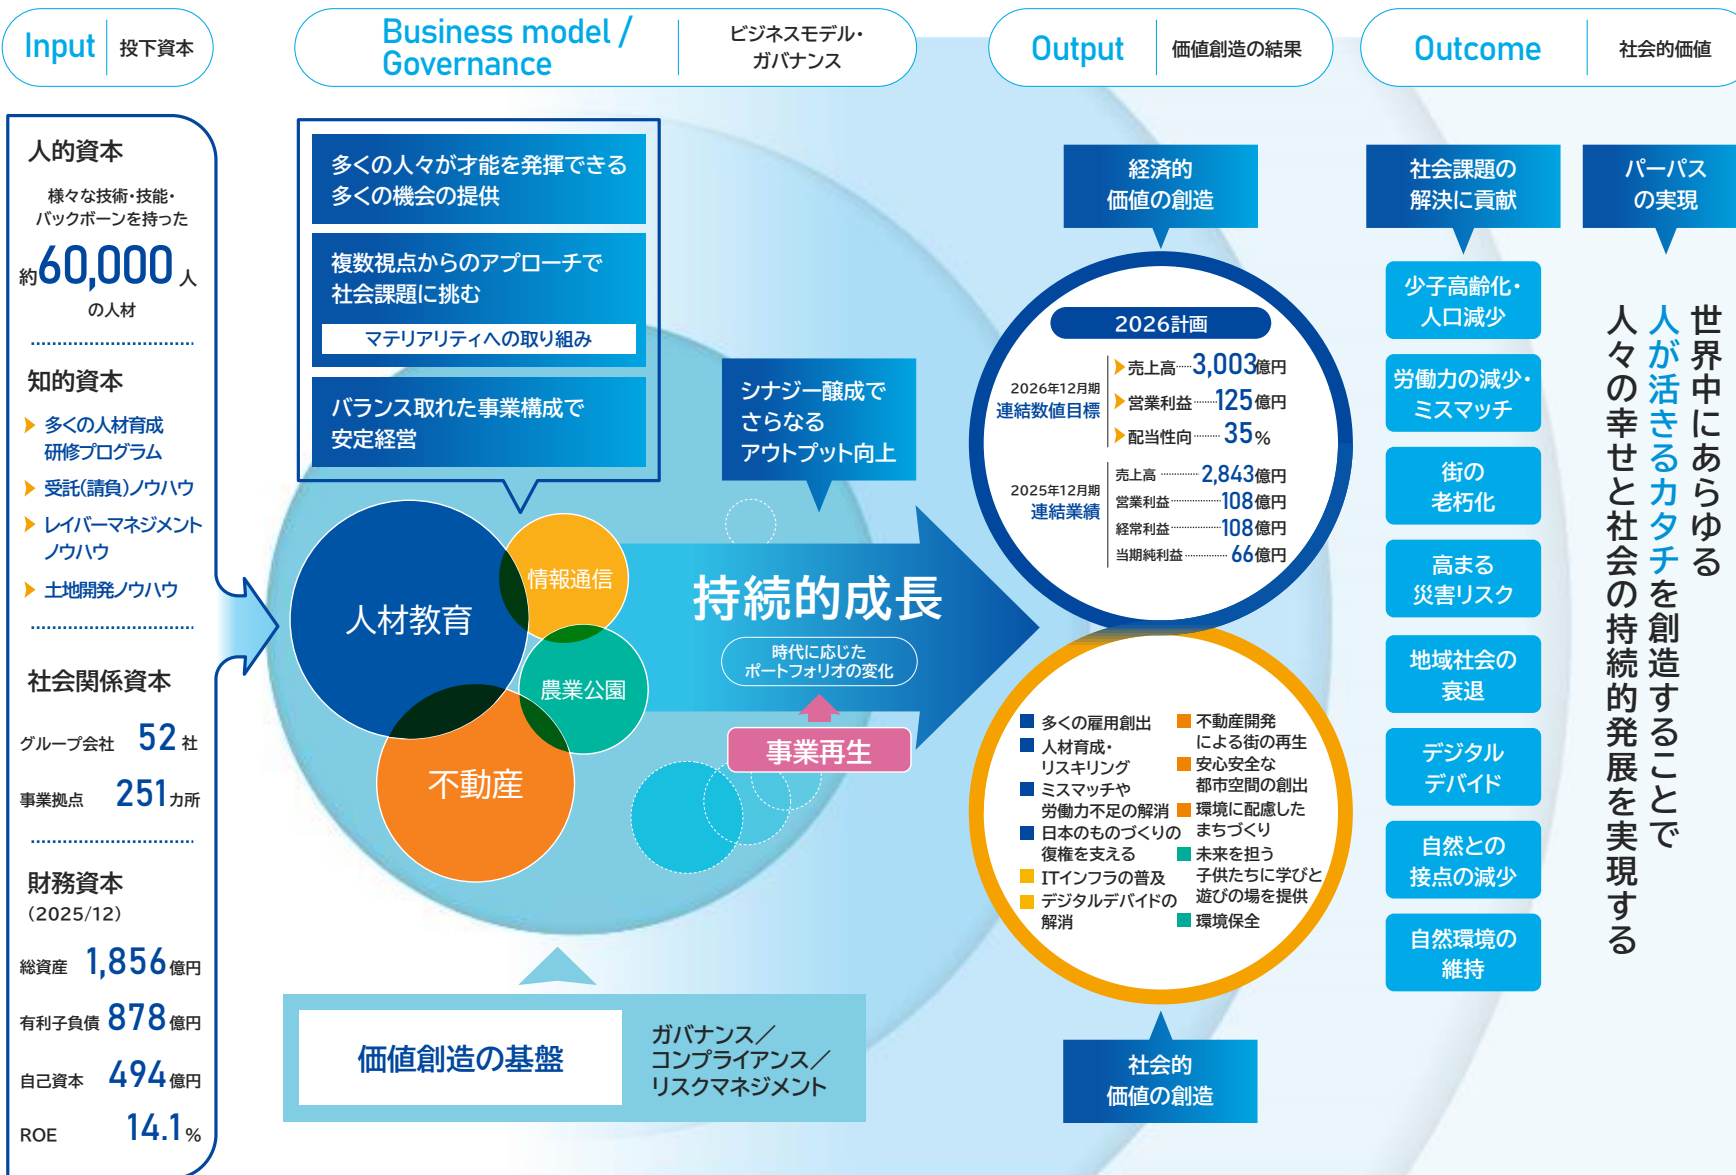 Input
投下資本
Business model /
Governance
ビジネスモデル・
ガバナンス
Output
価値創造の結果
Outcome
社会的価値
人的資本
様々な技術・技能・
バックボーンを持った
約60,000人
の人材
知的資本
多くの人材育成
研修プログラム
受託(請負)ノウハウ
レイバーマネジメント
ノウハウ
土地開発ノウハウ
社会関係資本
グループ会社 52社
事業拠点 251カ所
財務資本
(2025/12)
総資産 1,856億円
有利子負債 878億円
自己資本 494億円
ROE 14.1%
多くの人々が才能を発揮できる
多くの機会の提供
複数視点からのアプローチで
社会課題に挑む
マテリアリティへの取り組み
バランス取れた事業構成で
安定経営
人材教育
情報通信
農業公園
不動産
シナジー醸成で
さらなる
アウトプット向上
持続的成長
時代に応じた
ポートフォリオの変化
事業再生
価値創造の基盤
ガバナンス／
コンプライアンス／
リスクマネジメント
経済的
価値の創造
2026計画
2026年12月期
連結数値目標
売上高 3,003億円
営業利益 125億円
配当性向 35%
2025年12月期
連結業績
売上高 2,843億円
営業利益 108億円
経常利益 108億円
当期純利益 66億円
多くの雇用創出
人材育成・
リスキリング
ミスマッチや
労働力不足の解消
日本のものづくりの
復権を支える
ITインフラの普及
デジタルデバイドの
解消
不動産開発
による街の再生
安心安全な
都市空間の創出
環境に配慮した
まちづくり
未来を担う
子供たちに学びと
遊びの場を提供
環境保全
社会的
価値の創造
社会課題の
解決に貢献
少子高齢化・
人口減少
労働力の減少・
ミスマッチ
街の
老朽化
高まる
災害リスク
地域社会の
衰退
デジタル
デバイド
自然との
接点の減少
自然環境の
維持
パーパス
の実現
世界中にあらゆる
人が活きるカタチを創造することで
人々の幸せと社会の持続的発展を実現する